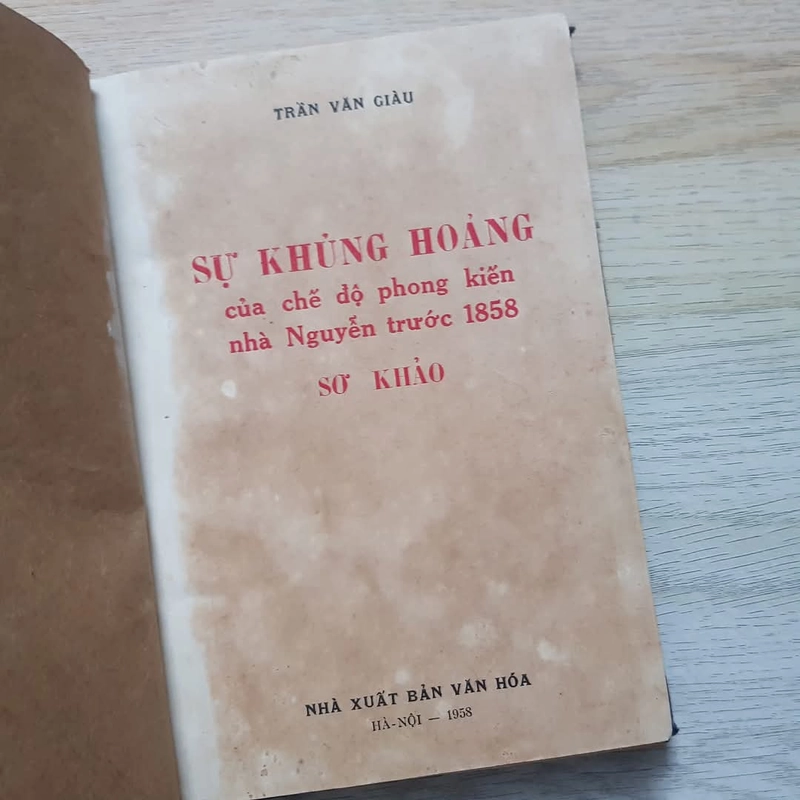 TRẦN VĂN GIÀU
SỰ KHỦNG HOẢNG
của chế độ phong kiến
nhà Nguyễn trước 1858
SƠ KHẢO
NHÀ XUẤT BẢN VĂN HÓA
HÀ-NỘI — 1958